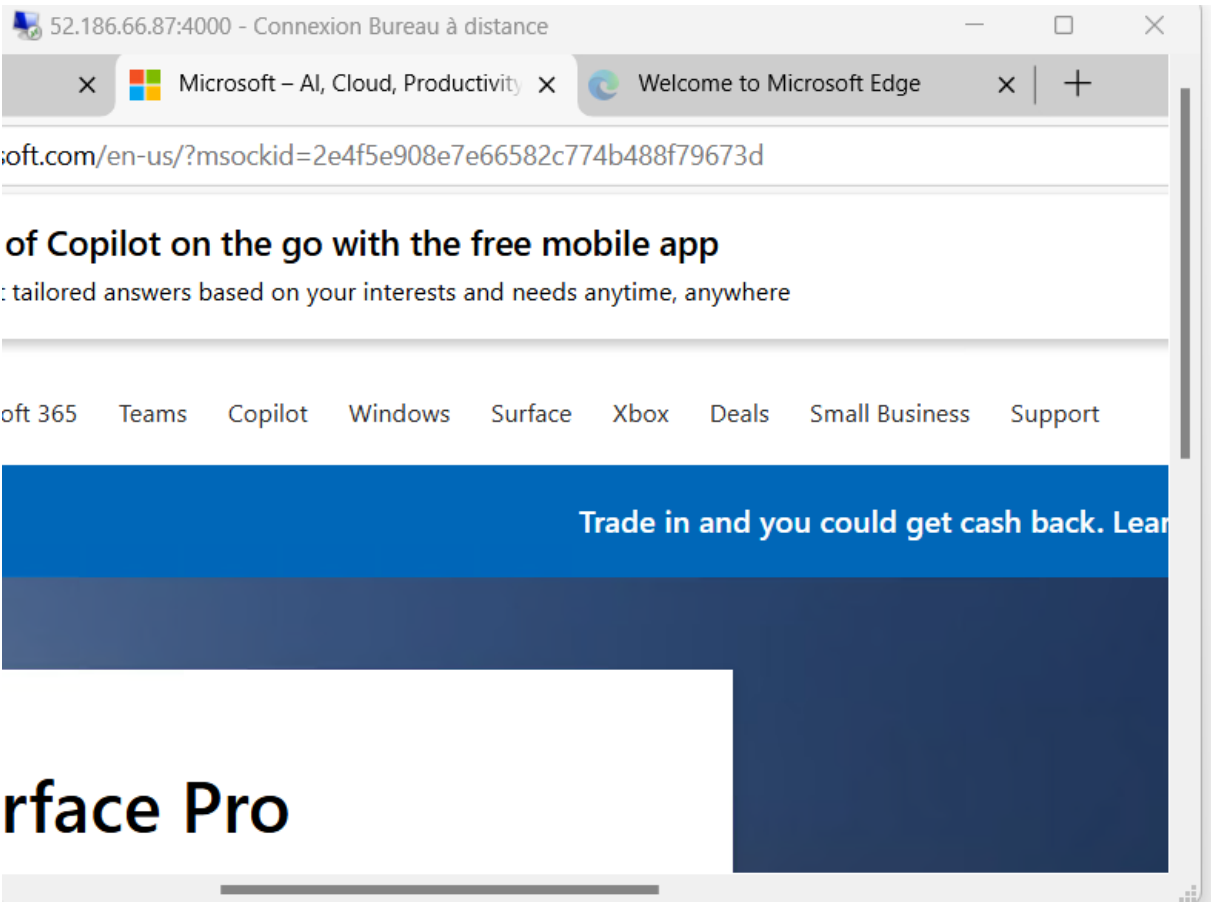 52.186.66.87:4000 - Connexion Bureau à distance
Microsoft – AI, Cloud, Productivity Welcome to Microsoft Edge
soft.com/en-us/?msockid=2e4f5e908e7e66582c774b488f79673d
of Copilot on the go with the free mobile app
t tailored answers based on your interests and needs anytime, anywhere
oft 365 Teams Copilot Windows Surface Xbox Deals Small Business Support
Trade in and you could get cash back. Lear
rface Pro